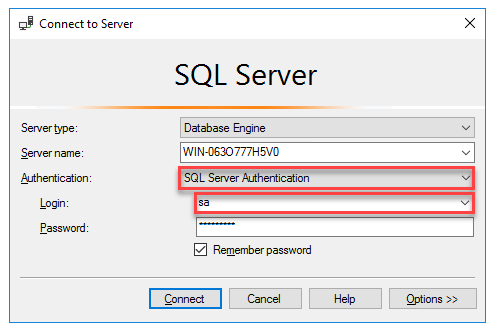 Connect to Server
SQL Server
Server type: Database Engine
Server name: WIN-063O777H5V0
Authentication: SQL Server Authentication
Login: sa
Password: *********
Remember password
Connect Cancel Help Options >>